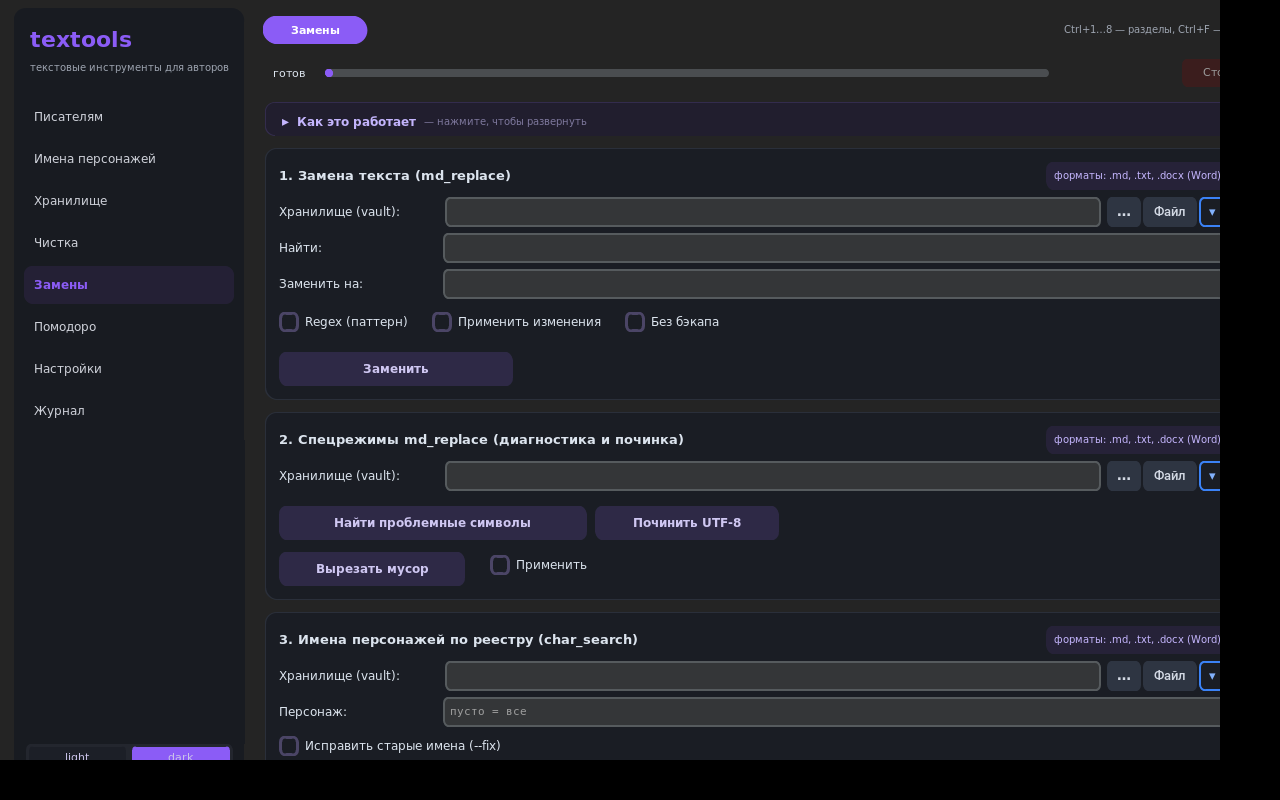 textools
текстовые инструменты для авторов
Писателям
Имена персонажей
Хранилище
Чистка
Замены
Помодоро
Настройки
Журнал
light dark
Замены Ctrl+1…8 — разделы, Ctrl+F —
готов
▸ Как это работает — нажмите, чтобы развернуть
1. Замена текста (md_replace) форматы: .md, .txt, .docx (Word)
Хранилище (vault): ... Файл ▾
Найти:
Заменить на:
Regex (паттерн) Применить изменения Без бэкапа
Заменить
2. Спецрежимы md_replace (диагностика и починка) форматы: .md, .txt, .docx (Word)
Хранилище (vault): ... Файл ▾
Найти проблемные символы Починить UTF-8
Вырезать мусор Применить
3. Имена персонажей по реестру (char_search) форматы: .md, .txt, .docx (Word)
Хранилище (vault): ... Файл ▾
Персонаж: пусто = все
Исправить старые имена (--fix)